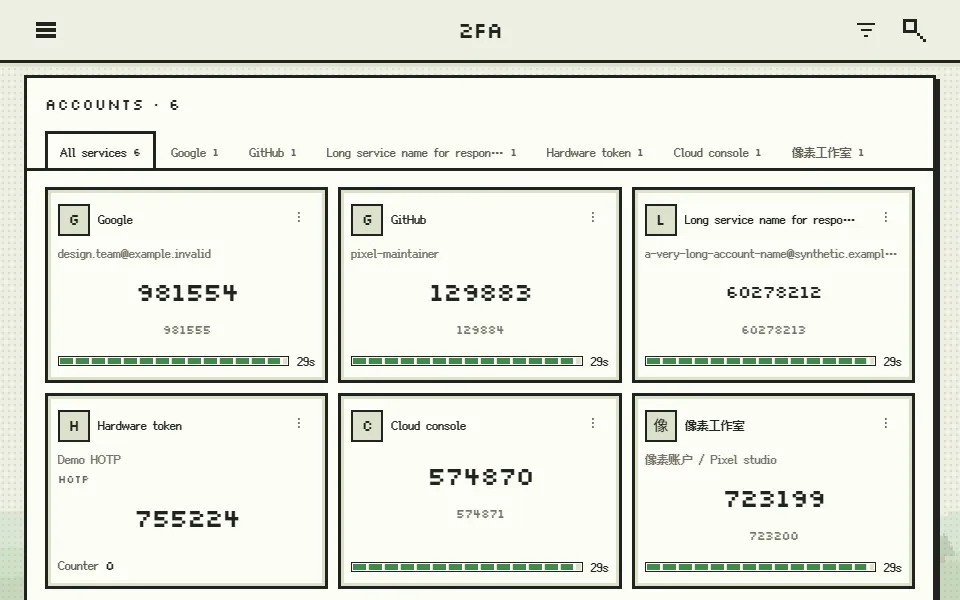 2FA
ACCOUNTS · 6
All services 6 Google 1 GitHub 1 Long service name for respon··· 1 Hardware token 1 Cloud console 1 像素工作室 1
G Google
design.team@example.invalid
981554
981555
29s
G GitHub
pixel-maintainer
129883
129884
29s
L Long service name for respo···
a-very-long-account-name@synthetic.exampl···
60278212
60278213
29s
H Hardware token
Demo HOTP
HOTP
755224
Counter 0
C Cloud console
574870
574871
29s
像 像素工作室
像素账户 / Pixel studio
723199
723200
29s